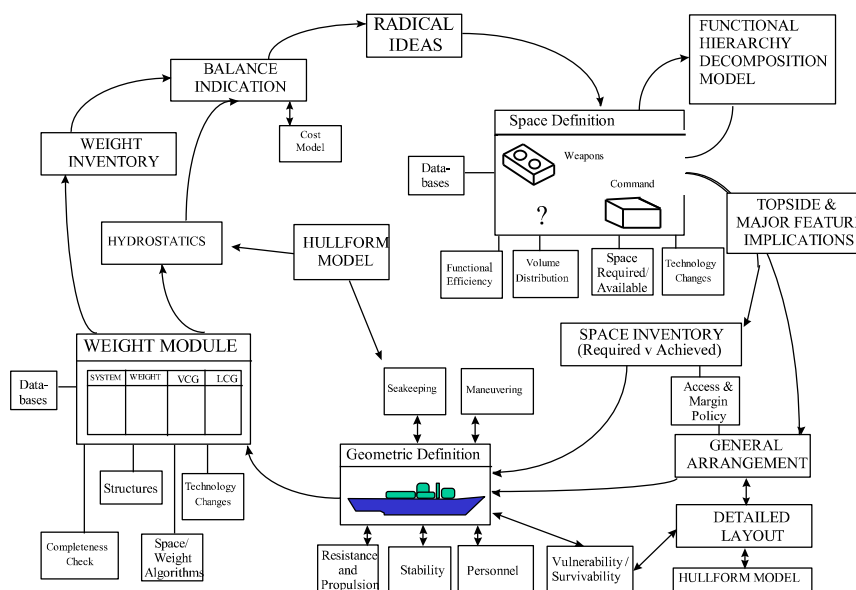 RADICAL
IDEAS
FUNCTIONAL
HIERARCHY
DECOMPOSITION
MODEL
BALANCE
INDICATION
Cost
Model
WEIGHT
INVENTORY
Space Definition
Weapons
Command
?
Data-
bases
Functional
Efficiency
Volume
Distribution
Space
Required/
Available
Technology
Changes
TOPSIDE &
MAJOR FEATURE
IMPLICATIONS
HYDROSTATICS
HULLFORM
MODEL
SPACE INVENTORY
(Required v Achieved)
Access &
Margin
Policy
WEIGHT MODULE
SYSTEM WEIGHT VCG LCG
Data-
bases
Seakeeping
Maneuvering
Geometric Definition
GENERAL
ARRANGEMENT
Structures
Technology
Changes
Completeness
Check
Space/
Weight
Algorithms
Resistance
and
Propulsion
Stability
Personnel
Vulnerability/
Survivability
DETAILED
LAYOUT
HULLFORM MODEL